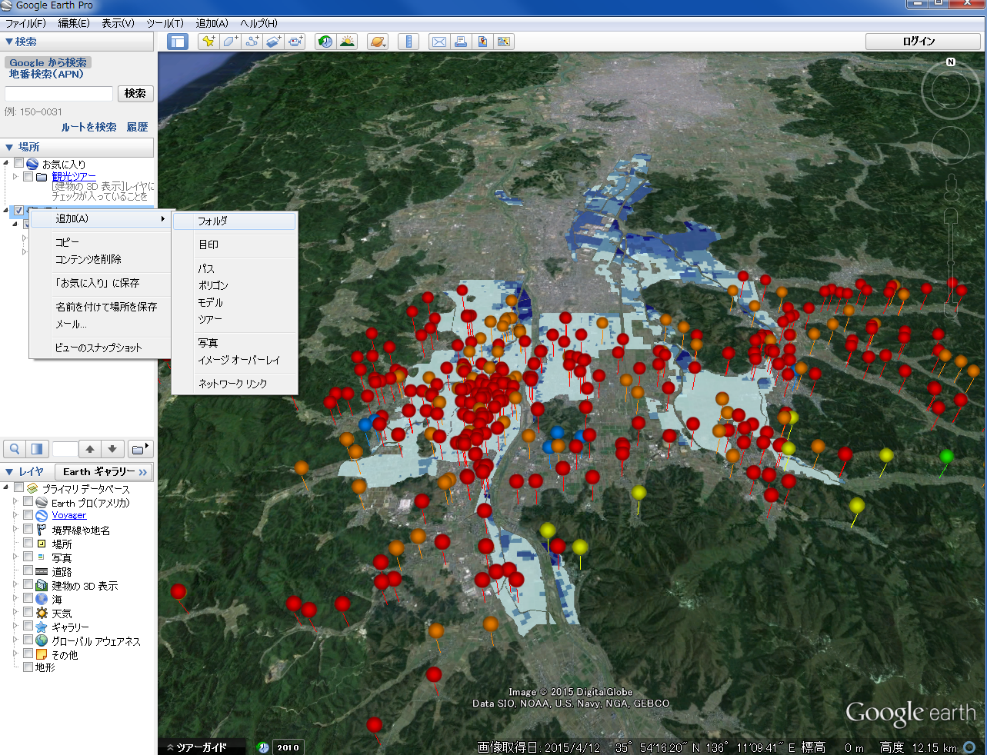 Google Earth Pro
ファイル(F) 編集(E) 表示(V) ツール(T) 追加(A) ヘルプ(H)
▼検索
ログイン
Google から検索
地番検索(APN)
検索
例: 150-0031
ルートを検索 履歴
▼ 場所
お気に入り
観光ツアー
[建物の 3D 表示]レイヤに
チェックが入っていることを
追加(A)
コピー
コンテンツを削除
「お気に入り」に保存
名前を付けて場所を保存
メール...
ビューのスナップショット
フォルダ
目印
パス
ポリゴン
モデル
ツアー
写真
イメージ オーバーレイ
ネットワーク リンク
▼ レイヤ
Earth ギャラリー »
プライマリ データベース
Earth プロ(アメリカ)
Voyager
境界線や地名
場所
写真
道路
建物の 3D 表示
海
天気
ギャラリー
グローバル アウェアネス
その他
地形
N
Image © 2015 DigitalGlobe
Data SIO, NOAA, U.S. Navy, NGA, GEBCO
Google earth
ツアーガイド
2010
画像取得日: 2015/4/12 35° 54'16.20" N 136° 11'09.41" E 標高 0 m 高度 12.15 km